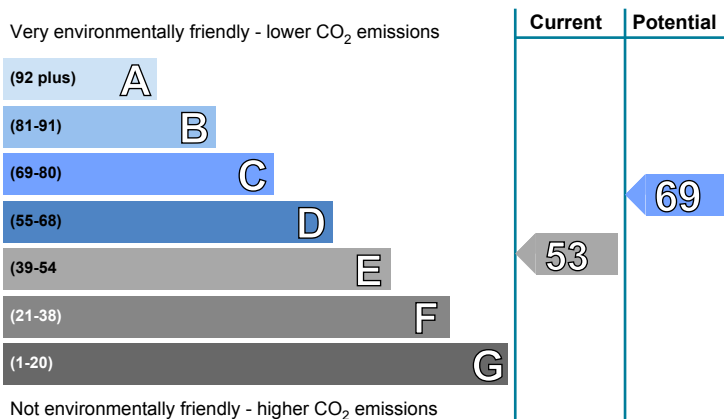 Current Potential
Very environmentally friendly - lower CO2 emissions
(92 plus) A
(81-91) B
(69-80) C
69
(55-68) D
53
(39-54 E
(21-38) F
(1-20) G
Not environmentally friendly - higher CO2 emissions